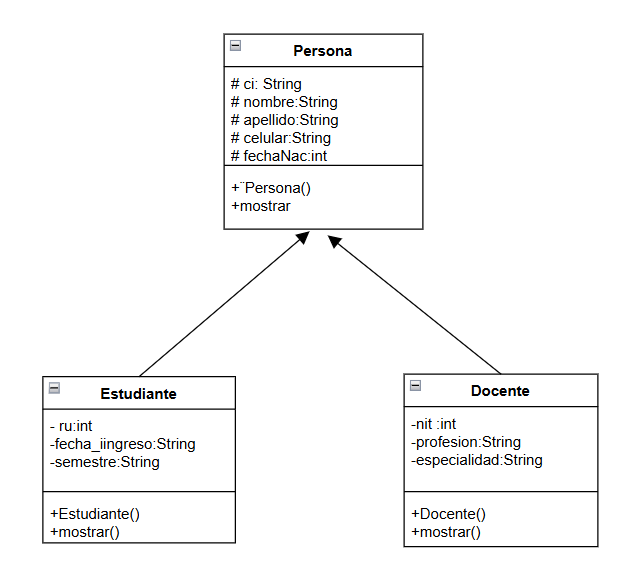 Persona
# ci: String
# nombre:String
# apellido:String
# celular:String
# fechaNac:int
+¨Persona()
+mostrar
Estudiante
- ru:int
-fecha_iingreso:String
-semestre:String
+Estudiante()
+mostrar()
Docente
-nit :int
-profesion:String
-especialidad:String
+Docente()
+mostrar()